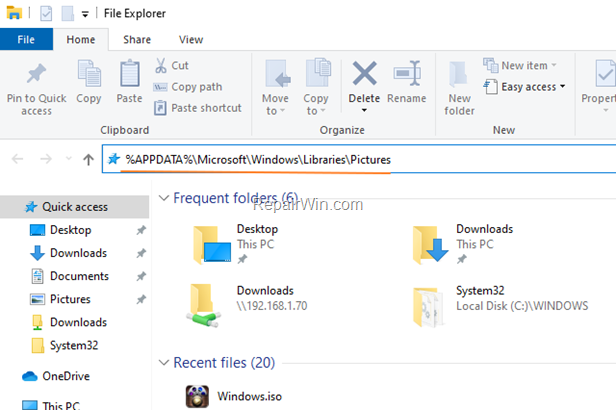 File Explorer
File Home Share View
Pin to Quick access
Copy
Paste
Cut
Copy path
Paste shortcut
Clipboard
Move to
Copy to
Delete
Rename
Organize
New folder
New item
Easy access
New
Propert
%APPDATA%\Microsoft\Windows\Libraries\Pictures
Quick access
Desktop
Downloads
Documents
Pictures
Downloads
System32
OneDrive
This PC
Frequent folders (6)
RepairWin.com
Desktop
This PC
Downloads
This PC
Downloads
\\192.168.1.70
System32
Local Disk (C:)\WINDOWS
Recent files (20)
Windows.iso